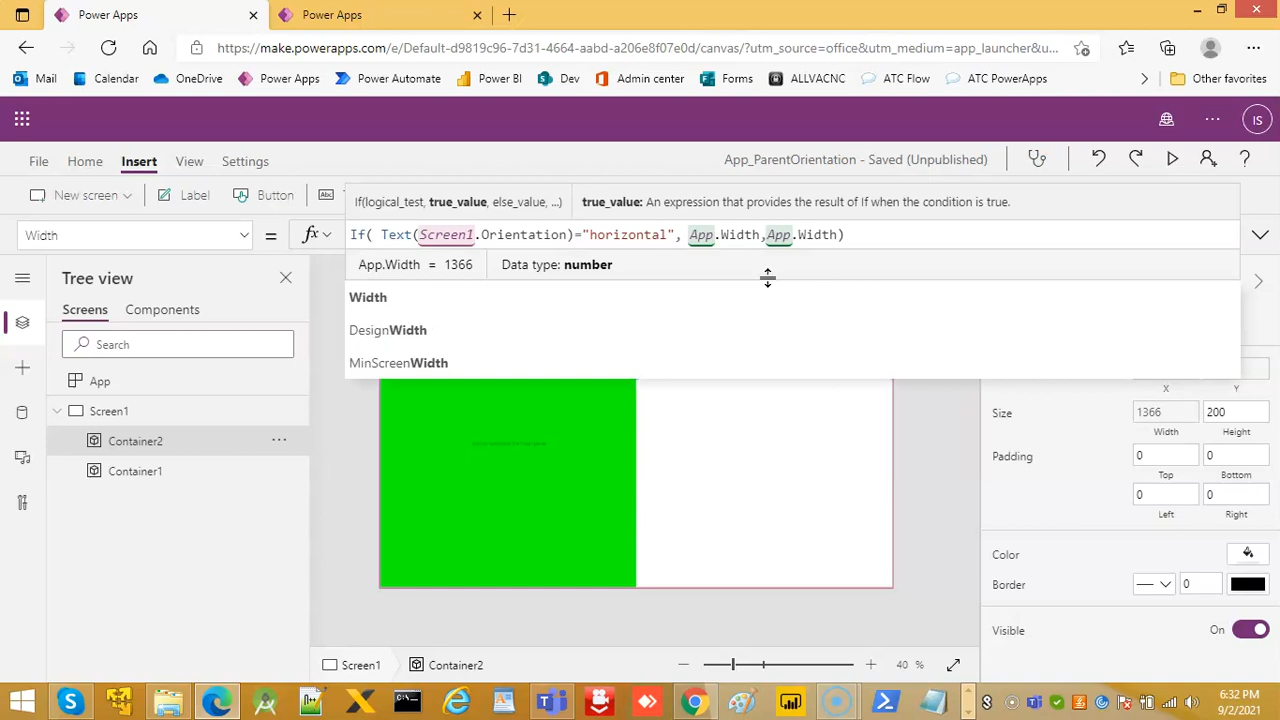 Power Apps
Power Apps
https://make.powerapps.com/e/Default-d9819c96-7d31-4664-aabd-a206e8f07e0d/canvas/?utm_source=office&utm_medium=app_launcher&u...
Mail
Calendar
OneDrive
Power Apps
Power Automate
Power BI
Dev
Admin center
Forms
ALLVACNC
ATC Flow
ATC PowerApps
Other favorites
IS
File
Home
Insert
View
Settings
App_ParentOrientation - Saved (Unpublished)
New screen
Label
Button
Abc
If(logical_test, true_value, else_value, ...)
true_value: An expression that provides the result of If when the condition is true.
Width
=
fx
If( Text(Screen1.Orientation)="horizontal", App.Width,App.Width)
App.Width = 1366
Data type: number
Width
DesignWidth
MinScreenWidth
Tree view
Screens
Components
Search
App
Screen1
Container2
Container1
X
Y
Size
1366
200
Width
Height
Padding
0
0
Top
Bottom
0
0
Left
Right
Color
Border
0
Visible
On
Screen1
Container2
40 %
6:32 PM
9/2/2021